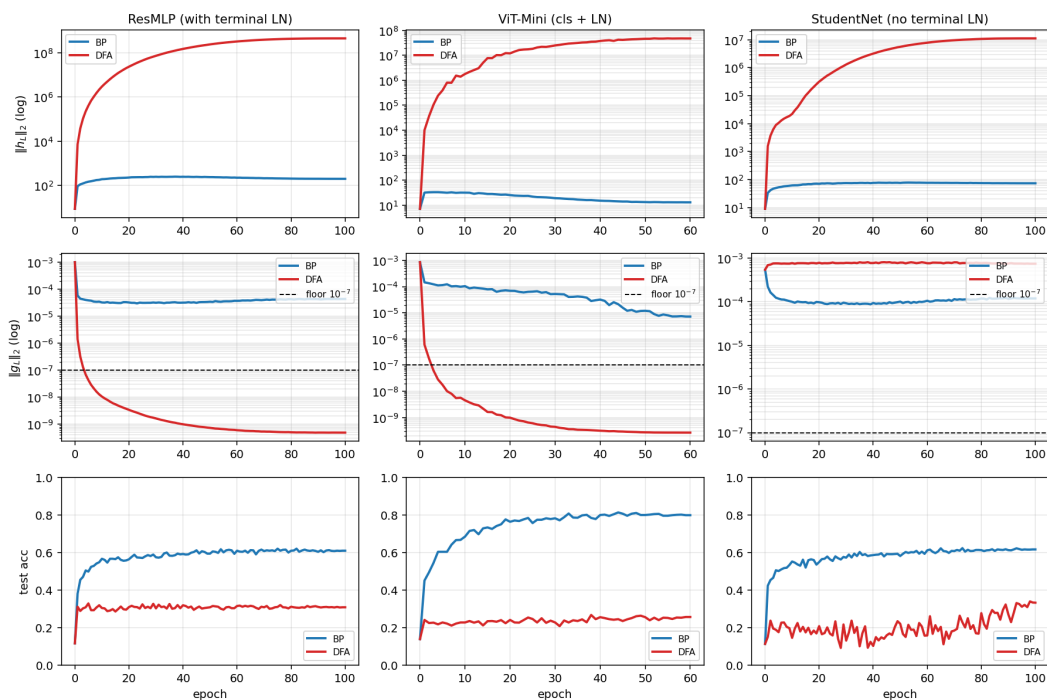 ResMLP (with terminal LN)
10⁸
10⁶
10⁴
10²
‖h_L‖₂ (log)
BP
DFA
0 20 40 60 80 100
ViT-Mini (cls + LN)
10⁸
10⁷
10⁶
10⁵
10⁴
10³
10²
10¹
BP
DFA
0 10 20 30 40 50 60
StudentNet (no terminal LN)
10⁷
10⁶
10⁵
10⁴
10³
10²
10¹
BP
DFA
0 20 40 60 80 100
10⁻³
10⁻⁴
10⁻⁵
10⁻⁶
10⁻⁷
10⁻⁸
10⁻⁹
‖g_L‖₂ (log)
BP
DFA
floor 10⁻⁷
0 20 40 60 80 100
10⁻³
10⁻⁴
10⁻⁵
10⁻⁶
10⁻⁷
10⁻⁸
10⁻⁹
BP
DFA
floor 10⁻⁷
0 10 20 30 40 50 60
10⁻³
10⁻⁴
10⁻⁵
10⁻⁶
10⁻⁷
BP
DFA
floor 10⁻⁷
0 20 40 60 80 100
1.0
0.8
0.6
0.4
0.2
0.0
test acc
BP
DFA
0 20 40 60 80 100
epoch
1.0
0.8
0.6
0.4
0.2
0.0
BP
DFA
0 10 20 30 40 50 60
epoch
1.0
0.8
0.6
0.4
0.2
0.0
BP
DFA
0 20 40 60 80 100
epoch